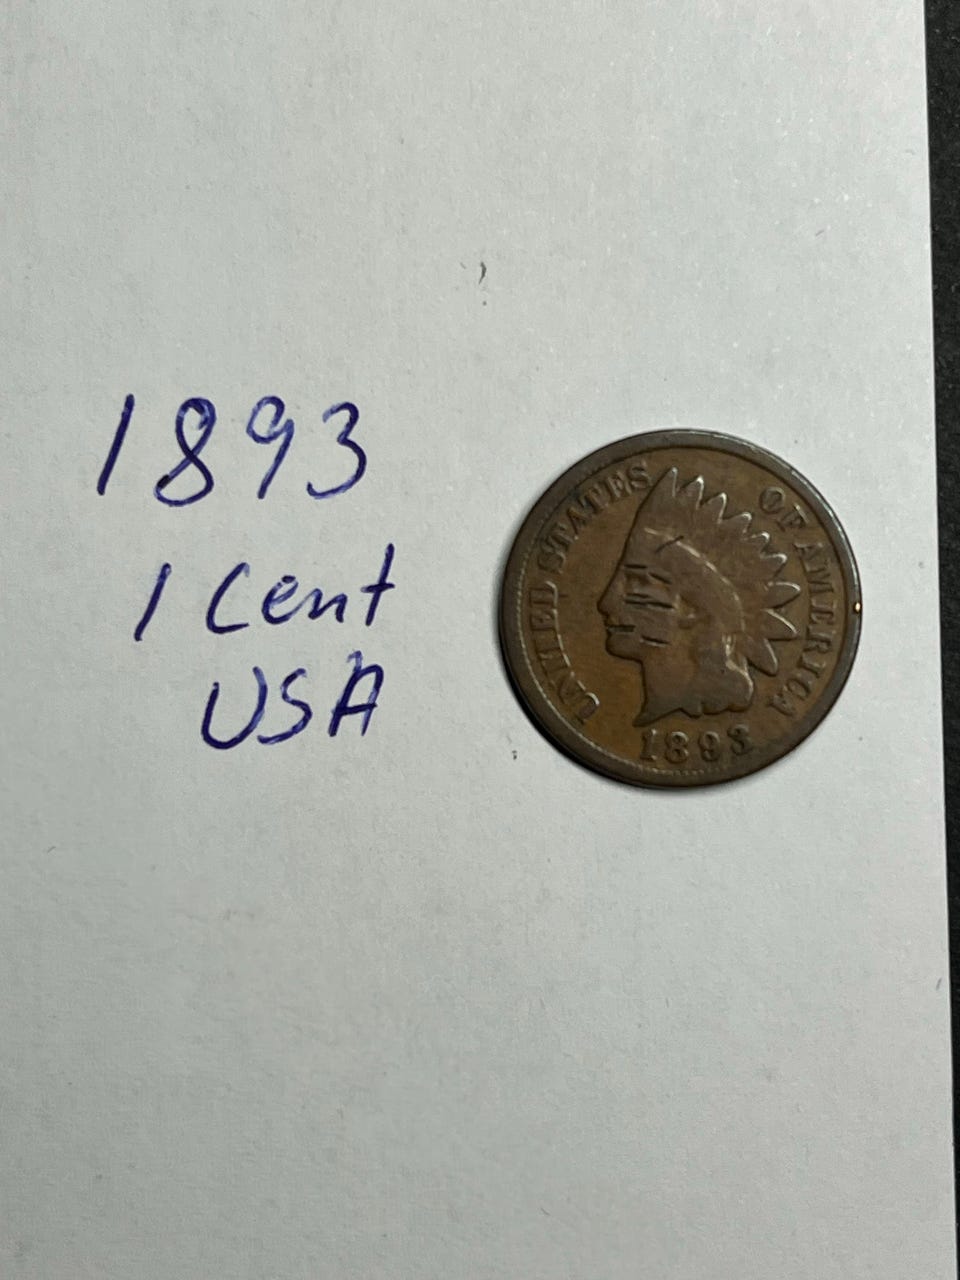 1893
1 Cent
USA
UNITED STATES OF AMERICA
1893